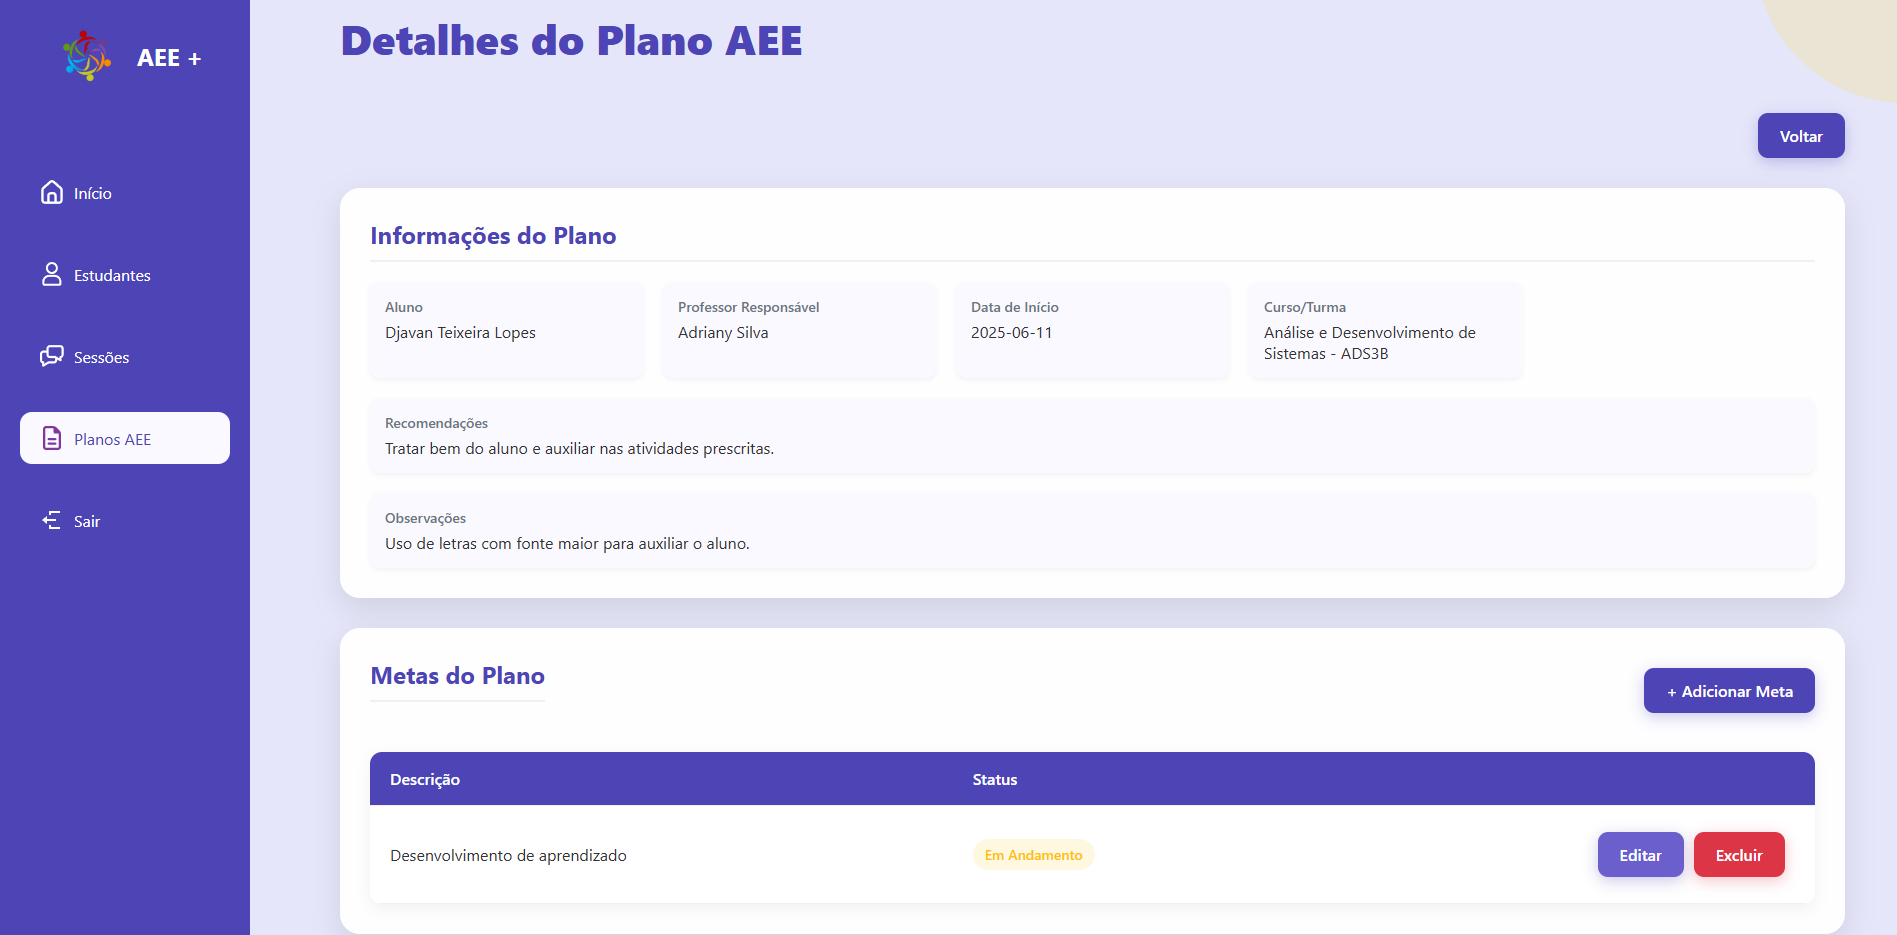 AEE +
Início
Estudantes
Sessões
Planos AEE
Sair
Detalhes do Plano AEE
Voltar
Informações do Plano
Aluno
Djavan Teixeira Lopes
Professor Responsável
Adriany Silva
Data de Início
2025-06-11
Curso/Turma
Análise e Desenvolvimento de
Sistemas - ADS3B
Recomendações
Tratar bem do aluno e auxiliar nas atividades prescritas.
Observações
Uso de letras com fonte maior para auxiliar o aluno.
Metas do Plano
+ Adicionar Meta
Descrição
Status
Desenvolvimento de aprendizado
Em Andamento
Editar
Excluir